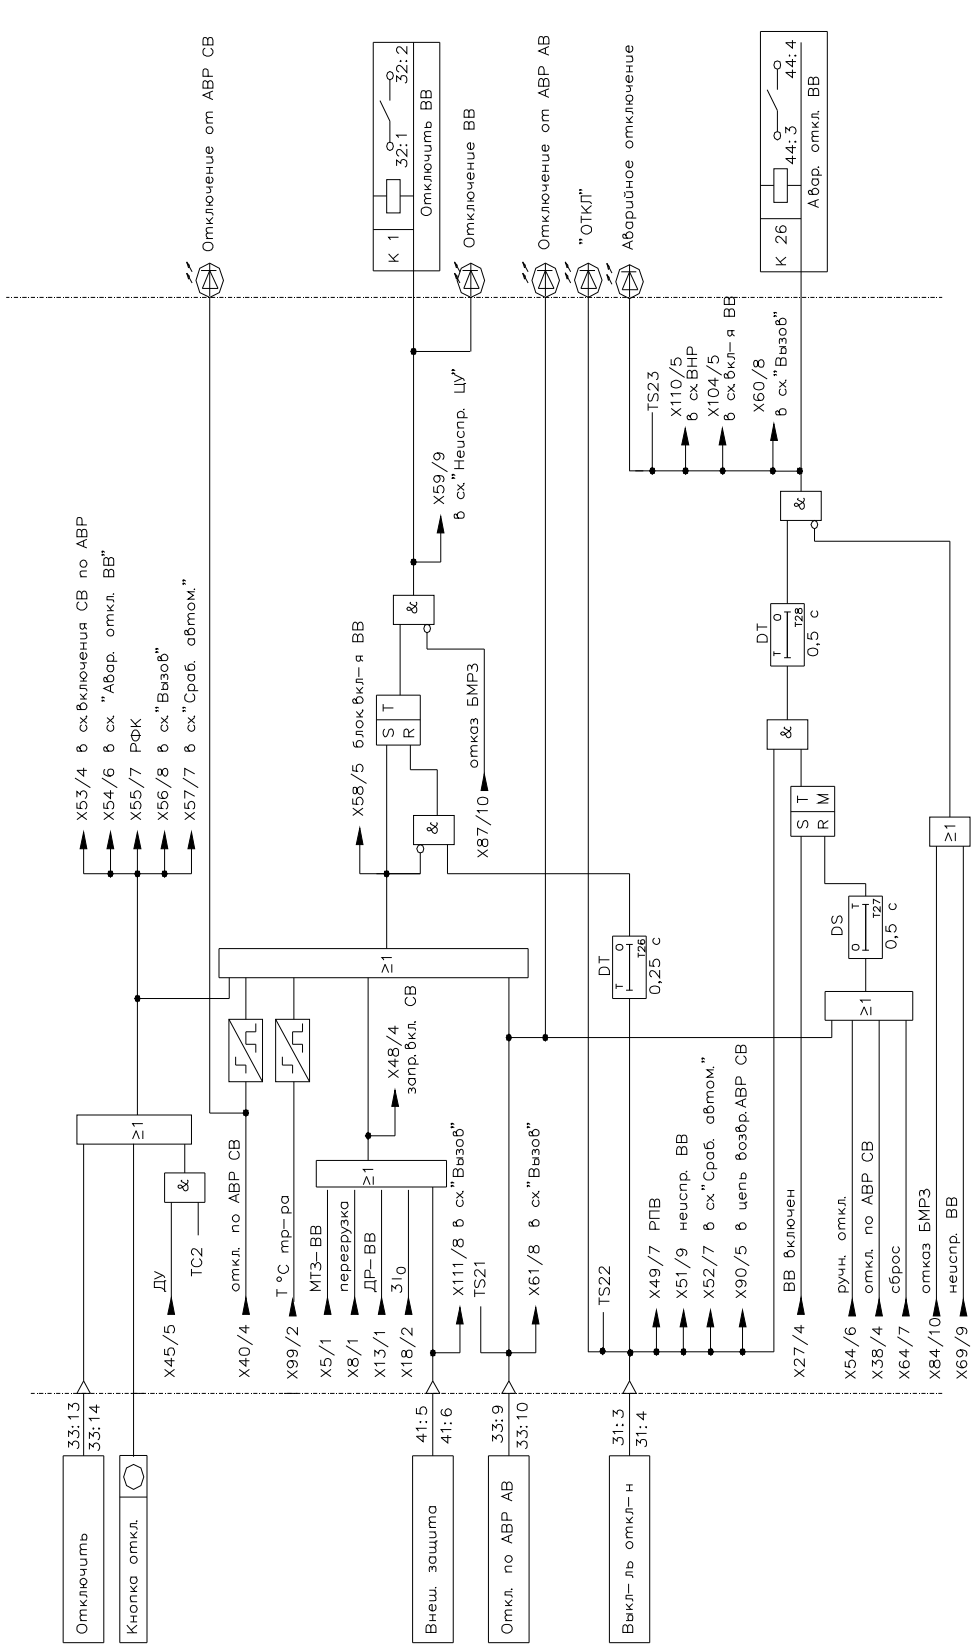 Отключить
33:13
33:14
Кнопка откл.
≥1
ДУ
X45/5
TC2
&
X53/4 в сх.включения СВ по АВР
X54/6 в сх. "Авар. откл. ВВ"
X55/7 РФК
X56/8 в сх."Вызов"
X57/7 в сх."Сраб. автом."
Отключение от АВР СВ
откл. по АВР СВ
X40/4
T°C тр-ра
X99/2
МТЗ-ВВ
X5/1
перегрузка
X8/1
ДР-ВВ
X13/1
3I0
X18/2
≥1
X48/4
запр.вкл. СВ
≥1
Внеш. защита
41:5
41:6
X111/8 в сх."Вызов"
Откл. по АВР АВ
33:9
33:10
TS21
X61/8 в сх."Вызов"
X58/5 блок.вкл-я ВВ
&
S T
R
X87/10
отказ БМРЗ
&
X59/9
в сх."Неиспр. ЦУ"
K 1
32:1
32:2
Отключить ВВ
Отключение ВВ
Отключение от АВР АВ
"ОТКЛ"
Аварийное отключение
Выкл-ль откл-н
31:3
31:4
TS22
X49/7 РПВ
X51/9 неиспр. ВВ
X52/7 в сх."Сраб. автом."
X90/5 в цепь возвр.АВР СВ
DT
T O
T26
0,25 с
ВВ включен
X27/4
ручн. откл.
X54/6
откл. по АВР СВ
X38/4
сброс
X64/7
отказ БМРЗ
X84/10
неиспр. ВВ
X69/9
≥1
DS
O T
T27
0,5 с
S T
R M
&
DT
T O
T28
0,5 с
≥1
&
TS23
X110/5
в сх.ВНР
X104/5
в сх.вкл-я ВВ
X60/8
в сх."Вызов"
K 26
44:3
44:4
Авар. откл. ВВ